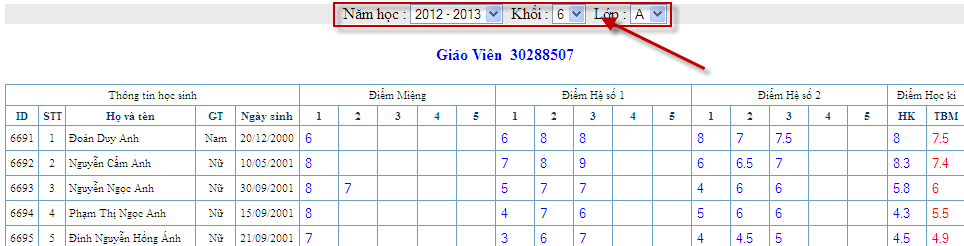 Năm học : 2012 - 2013 Khối : 6 Lớp : A
Giáo Viên 30288507
Thông tin học sinh Điểm Miệng Điểm Hệ số 1 Điểm Hệ số 2 Điểm Học kì
ID STT Họ và tên GT Ngày sinh 1 2 3 4 5 1 2 3 4 5 1 2 3 4 5 HK TBM
6691 1 Đoàn Duy Anh Nam 20/12/2000 6 6 8 8 8 7 7.5 8 7.5
6692 2 Nguyễn Cẩm Anh Nữ 10/05/2001 8 7 8 9 6 6.5 7 8.3 7.4
6693 3 Nguyễn Ngọc Anh Nữ 30/09/2001 8 7 5 7 7 4 6 6 5.8 6
6694 4 Phạm Thị Ngọc Anh Nữ 15/09/2001 8 4 7 6 5 6 6 4.3 5.5
6695 5 Đinh Nguyễn Hồng Ánh Nữ 21/09/2001 7 3 6 7 4 4.5 5 4.5 4.9